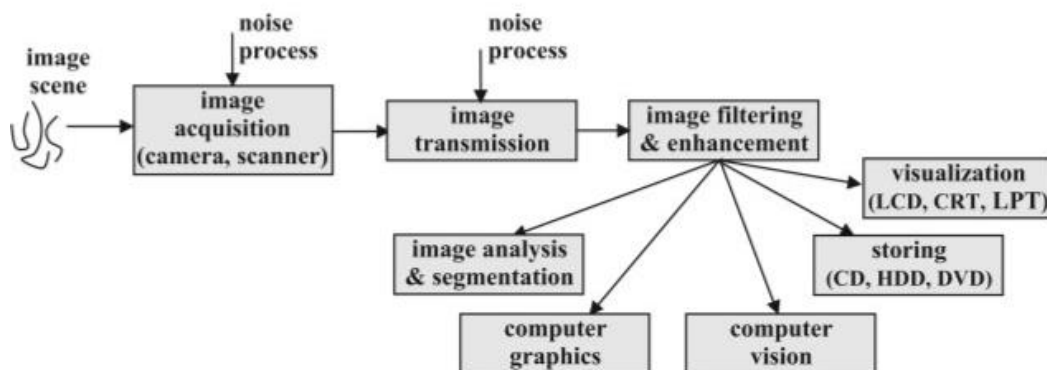 image
scene
noise
process
noise
process
image
acquisition
(camera, scanner)
image
transmission
image filtering
& enhancement
visualization
(LCD, CRT, LPT)
image analysis
& segmentation
storing
(CD, HDD, DVD)
computer
graphics
computer
vision